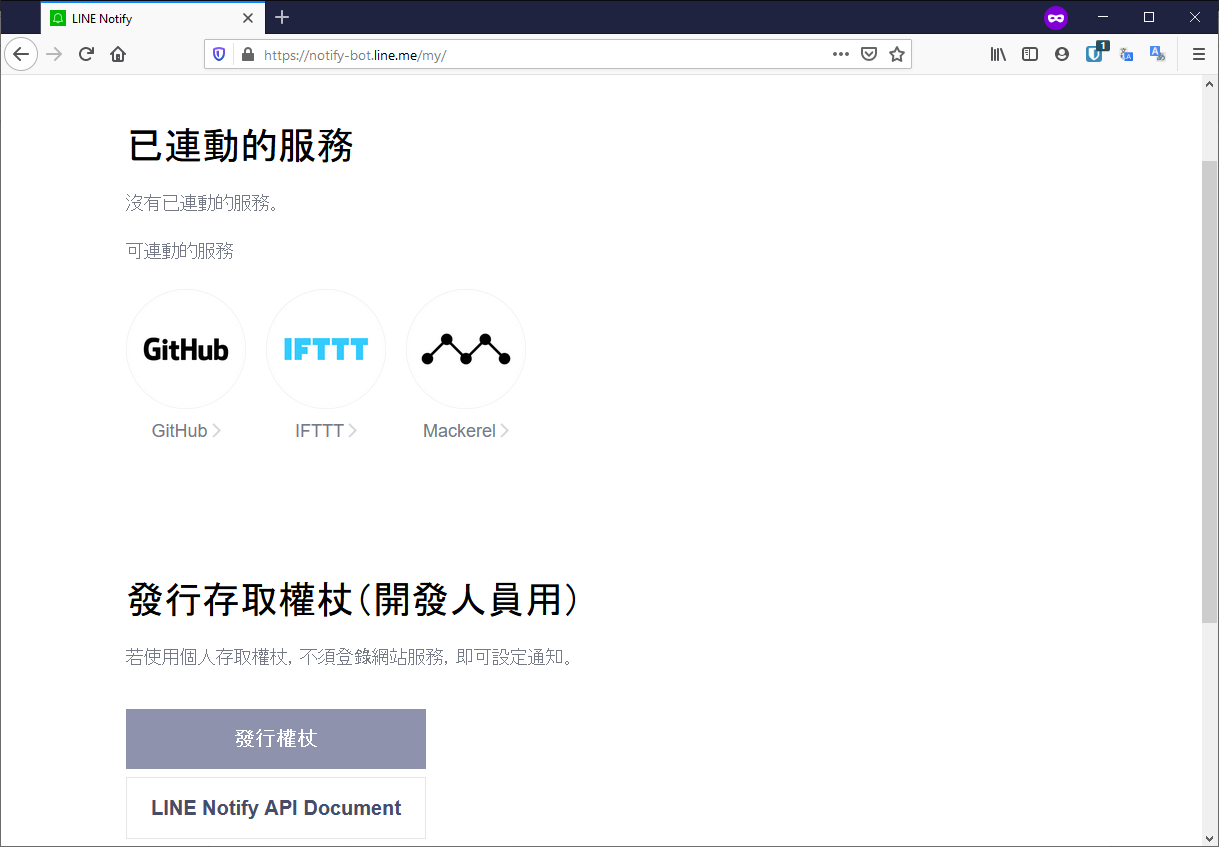 LINE Notify
https://notify-bot.line.me/my/
1
已連動的服務
沒有已連動的服務。
可連動的服務
GitHub IFTTT
GitHub IFTTT Mackerel
發行存取權杖(開發人員用)
若使用個人存取權杖, 不須登錄網站服務, 即可設定通知。
發行權杖
LINE Notify API Document